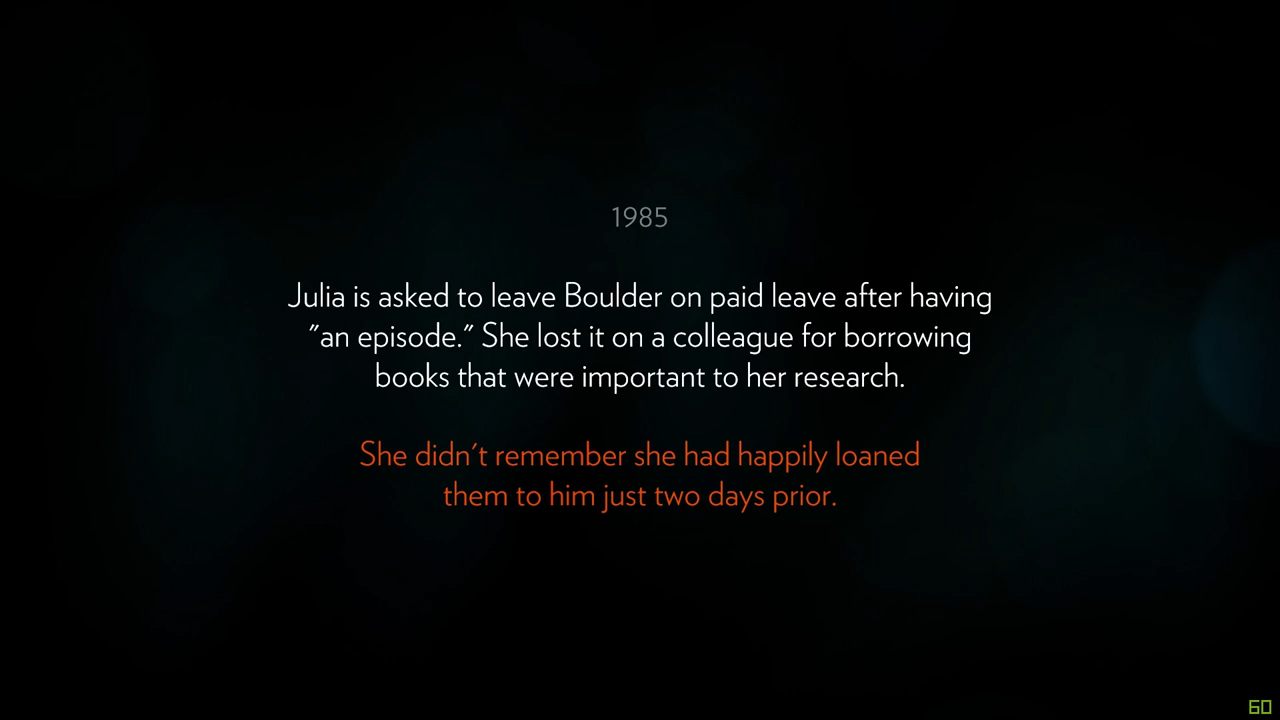 1985
Julia is asked to leave Boulder on paid leave after having
"an episode." She lost it on a colleague for borrowing
books that were important to her research.
She didn't remember she had happily loaned
them to him just two days prior.
60